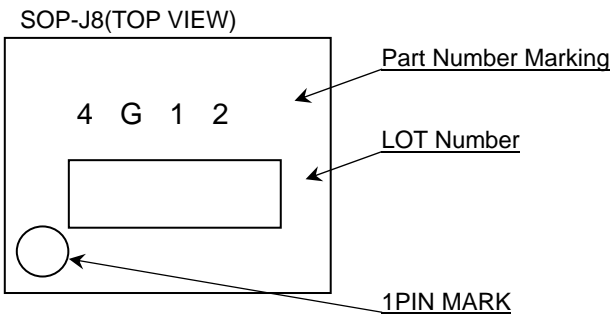 SOP-J8(TOP VIEW)
Part Number Marking
4 G 1 2
LOT Number
1PIN MARK